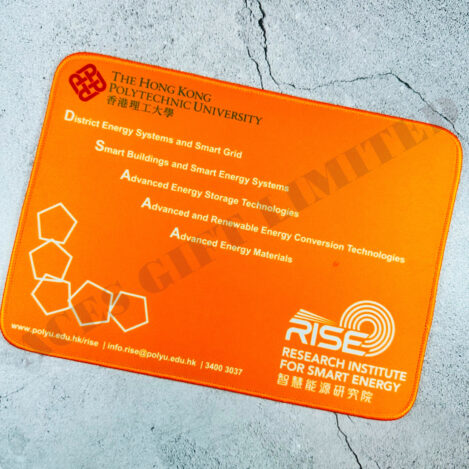 THE HONG KONG
POLYTECHNIC UNIVERSITY
香港理工大學
District Energy Systems and Smart Grid
Smart Buildings and Smart Energy Systems
Advanced Energy Storage Technologies
Advanced and Renewable Energy Conversion Technologies
Advanced Energy Materials
RISE
RESEARCH INSTITUTE
FOR SMART ENERGY
智慧能源研究院
www.polyu.edu.hk/rise | info.rise@polyu.edu.hk | 3400 3037
GIFT LIMITED